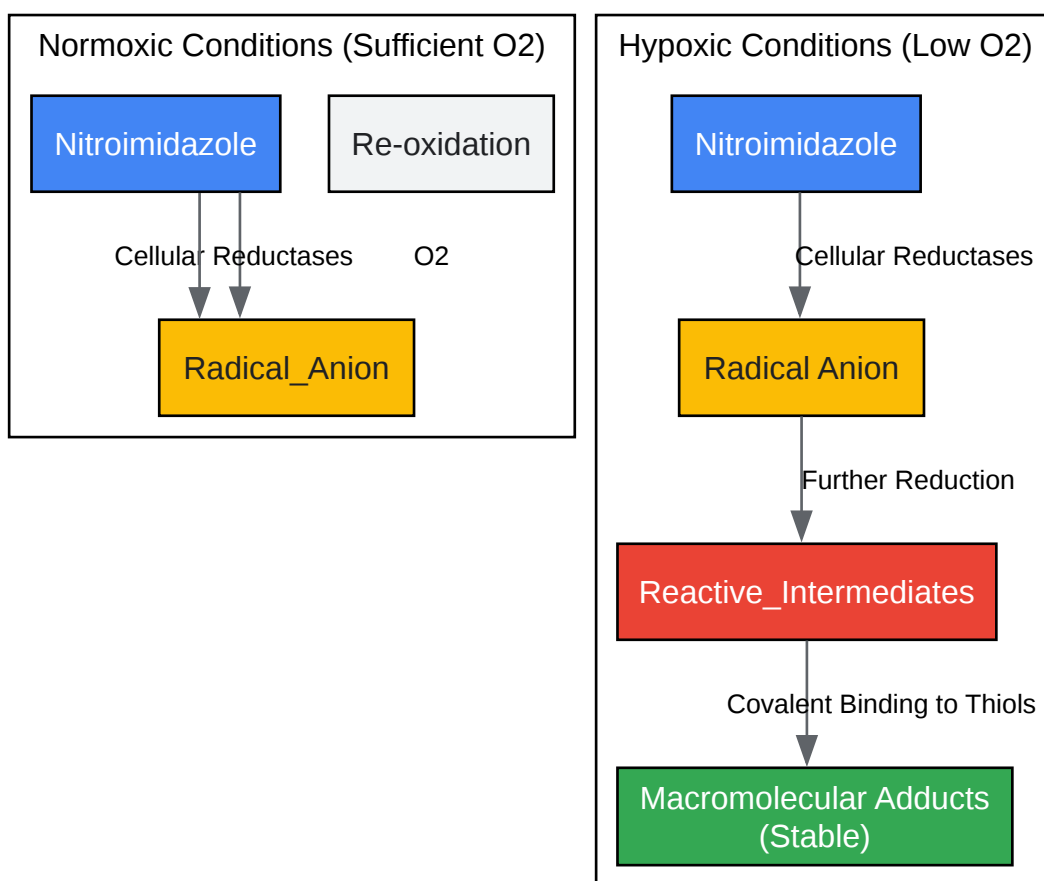 Normoxic Conditions (Sufficient O2)
Nitroimidazole
Re-oxidation
Cellular Reductases
O2
Radical_Anion
Hypoxic Conditions (Low O2)
Nitroimidazole
Cellular Reductases
Radical Anion
Further Reduction
Reactive_Intermediates
Covalent Binding to Thiols
Macromolecular Adducts
(Stable)